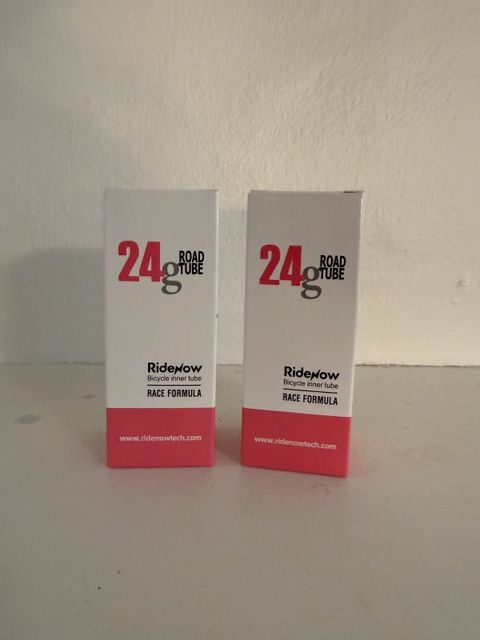 24g ROAD
TUBE
RideNow
Bicycle inner tube
RACE FORMULA
www.ridenowtech.com
24g ROAD
TUBE
RideNow
Bicycle inner tube
RACE FORMULA
www.ridenowtech.com